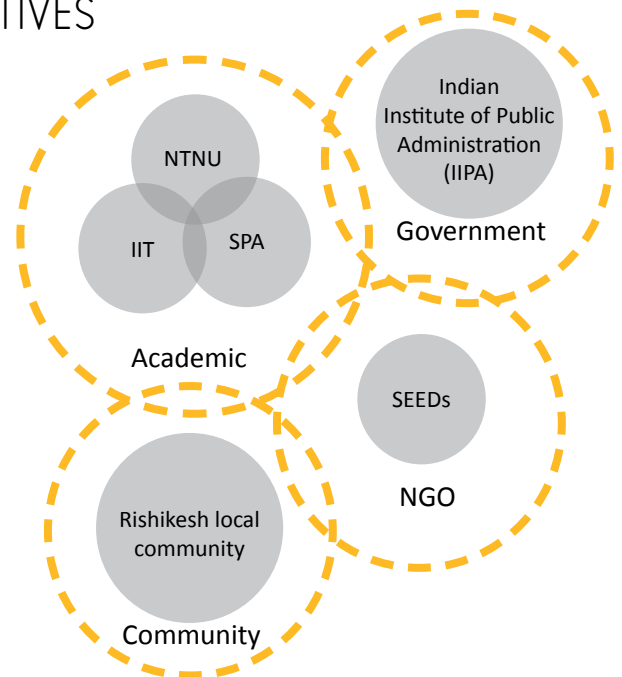 TIVES
NTNU
IIT
SPA
Academic
Indian
Institute of Public
Administration
(IIPA)
Government
SEEDs
NGO
Rishikesh local
community
Community